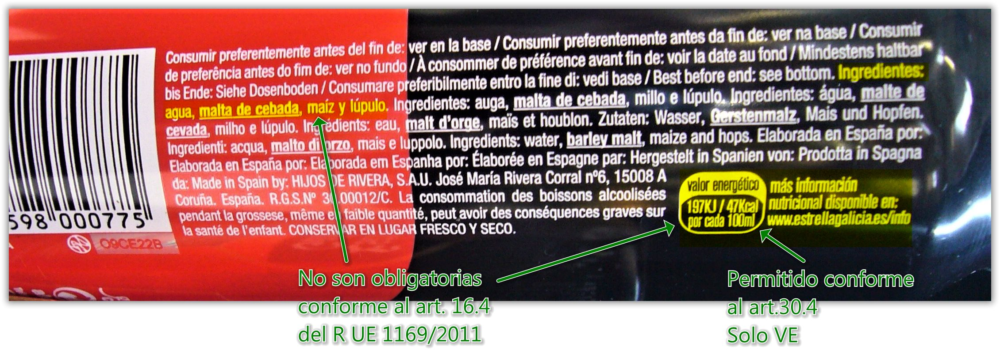 Consumir preferentemente antes del fin de: ver en la base / Consumir preferentemente antes da fin de: ver na base / Consumir
de preferência antes do fim de: ver no fundo / À consommer de préférence avant fin de: voir la date au fond / Mindestens haltbar
bis Ende: Siehe Dosenboden / Consumare preferibilmente entro la fine di: vedi base / Best before end: see bottom. Ingredientes:
agua, malta de cebada, maíz y lúpulo. Ingredientes: auga, malta de cebada, millo e lúpulo. Ingredientes: água, malte de
cevada, milho e lúpulo. Ingrédients: eau, malt d'orge, maïs et houblon. Zutaten: Wasser, Gerstenmalz, Mais und Hopfen.
Ingredienti: acqua, malto di orzo, mais e luppolo. Ingredients: water, barley malt, maize and hops. Elaborada en España por:
Elaborada en España por: Elaborada em Espanha por: Élaborée en Espagne par: Hergestelt in Spanien von: Prodotta in Spagna
da: Made in Spain by: HIJOS DE RIVERA, S.A.U. José María Rivera Corral nº6, 15008 A
Coruña. España. R.G.S.Nº 30.00012/C. La consommation des boissons alcoolisées
pendant la grossese, même en faible quantité, peut avoir des conséquences graves sur
la santé de l'enfant. CONSERVAR EN LUGAR FRESCO Y SECO.
valor energético
197KJ / 47Kcal
por cada 100ml
más información
nutricional disponible en:
www.estrellagalicia.es/info
598 000775
09CE22B
No son obligatorias
conforme al art. 16.4
del R UE 1169/2011
Permitido conforme
al art.30.4
Solo VE